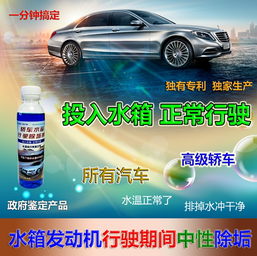 一分钟搞定
独有专利 独家生产
投入水箱 正常行驶
高级轿车
所有汽车
水温正常了
政府鉴定产品
排掉水冲干净
水箱发动机行驶期间中性除垢